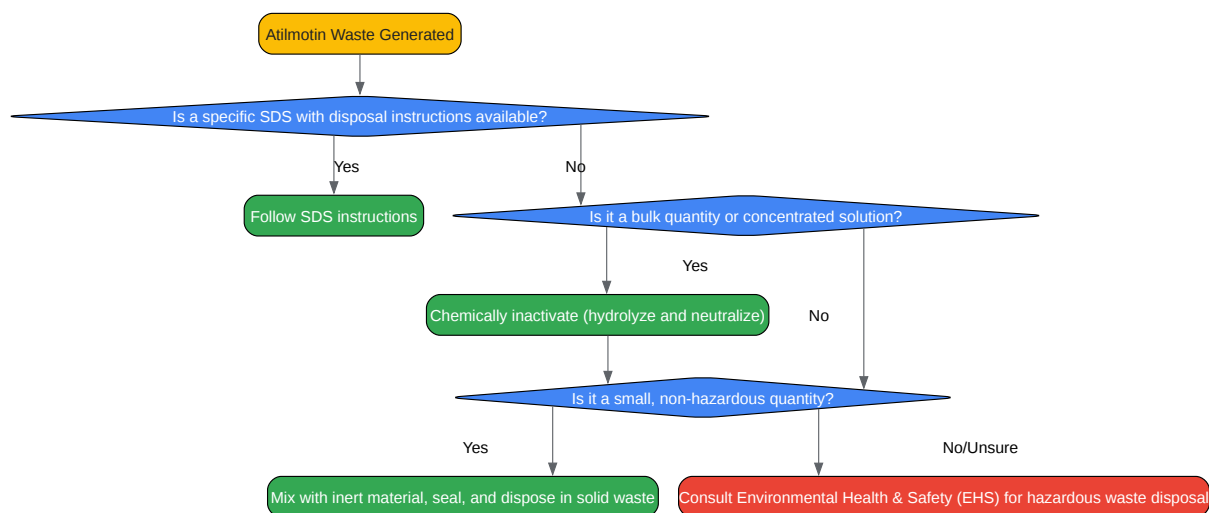 Atilmotin Waste Generated
Is a specific SDS with disposal instructions available?
Yes
No
Follow SDS instructions
Is it a bulk quantity or concentrated solution?
Yes
Chemically inactivate (hydrolyze and neutralize)
No
Is it a small, non-hazardous quantity?
Yes
No/Unsure
Mix with inert material, seal, and dispose in solid waste
Consult Environmental Health & Safety (EHS) for hazardous waste disposal